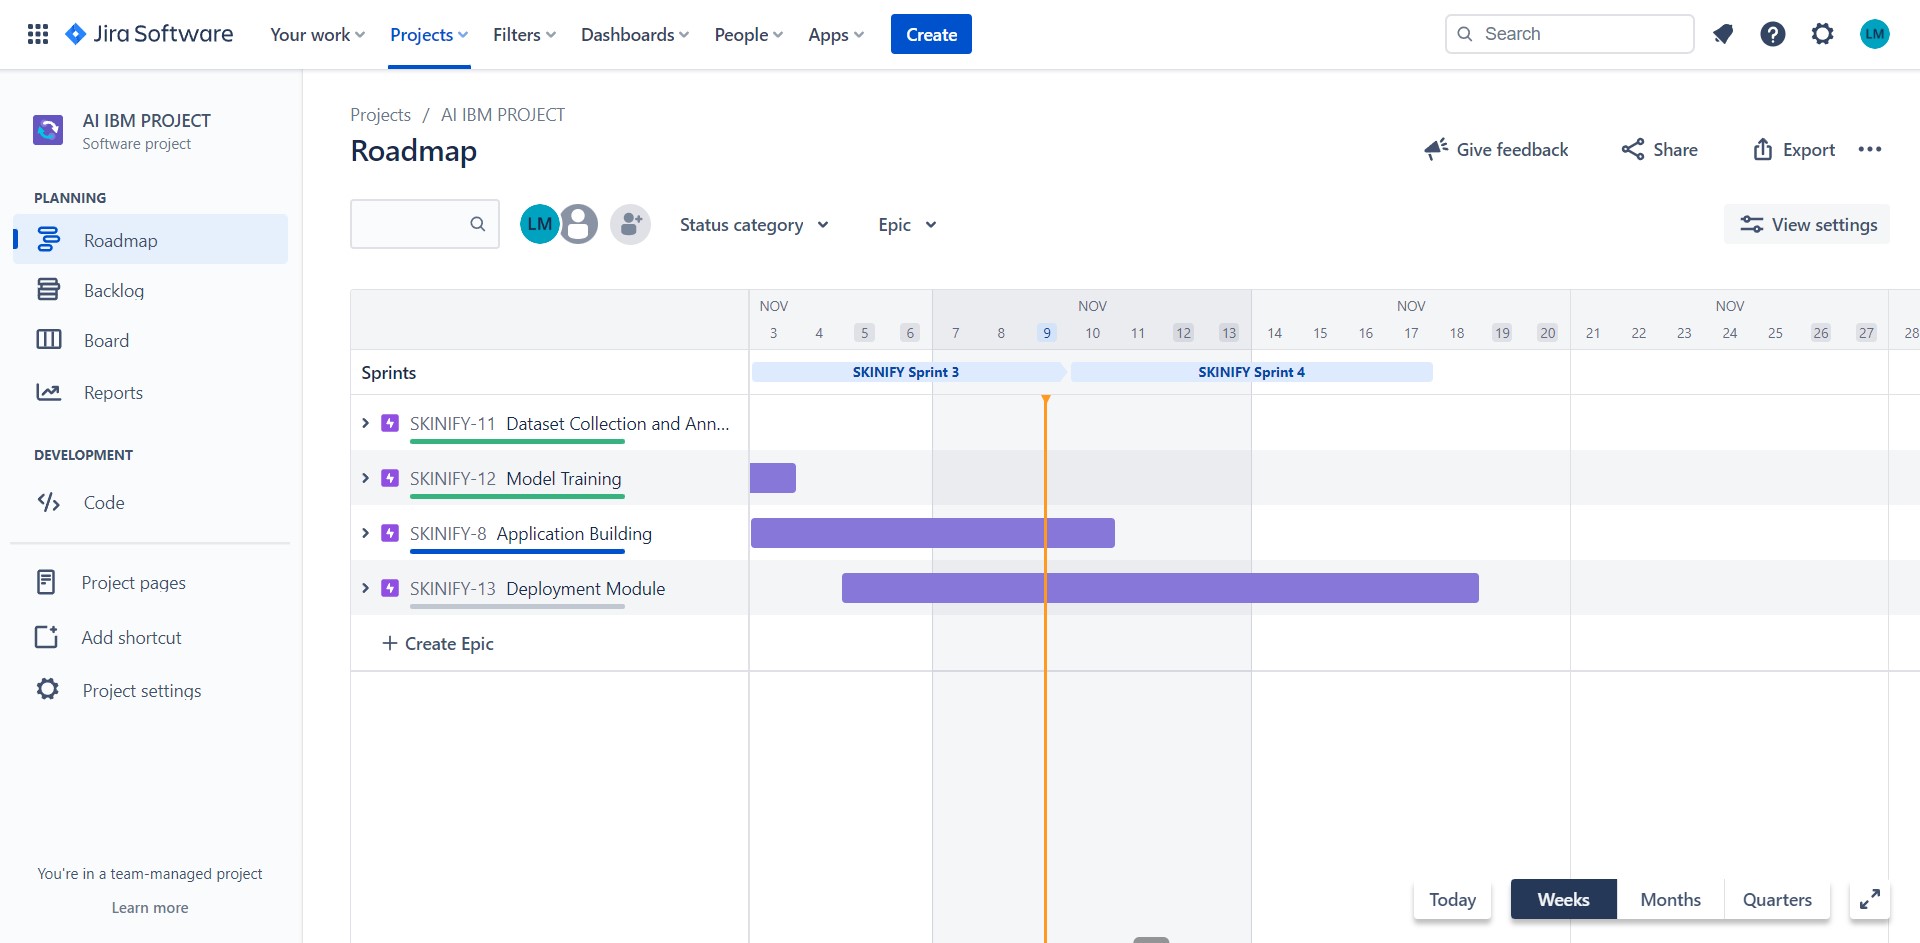 Jira Software Your work Projects Filters Dashboards People Apps Create Search LM
AI IBM PROJECT
Software project
PLANNING
Roadmap
Backlog
Board
Reports
DEVELOPMENT
Code
Project pages
Add shortcut
Project settings
You're in a team-managed project
Learn more
Projects / AI IBM PROJECT
Roadmap
Give feedback Share Export
LM Status category Epic View settings
NOV NOV NOV NOV
3 4 5 6 7 8 9 10 11 12 13 14 15 16 17 18 19 20 21 22 23 24 25 26 27 28
Sprints SKINIFY Sprint 3 SKINIFY Sprint 4
SKINIFY-11 Dataset Collection and Ann...
SKINIFY-12 Model Training
SKINIFY-8 Application Building
SKINIFY-13 Deployment Module
+ Create Epic
Today Weeks Months Quarters